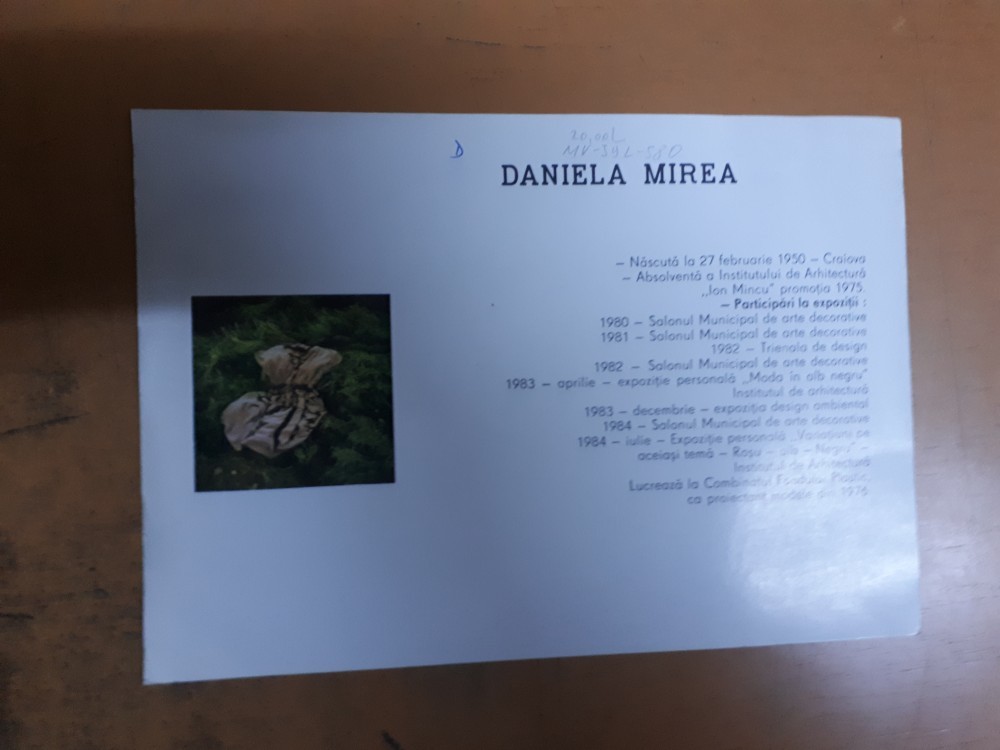 D
20,00L
DANIELA MIREA
– Născută la 27 februarie 1950 – Craiova
– Absolventă a Institutului de Arhitectură
„Ion Mincu” promoția 1975.
– Participări la expoziții :
1980 – Salonul Municipal de arte decorative
1981 – Salonul Municipal de arte decorative
1982 – Trienala de design
1982 – Salonul Municipal de arte decorative
1983 – aprilie – expoziție personală „Moda în alb negru”
Institutul de arhitectură
1983 – decembrie – expoziția design ambiental
1984 – Salonul Municipal de arte decorative
1984 – iulie – Expoziție personală „Variațiuni pe
aceiași temă – Roșu – alb – Negru” –
Institutul de Arhitectură
Lucrează la Combinatul Fondului Plastic,
ca proiectant modele din 1976